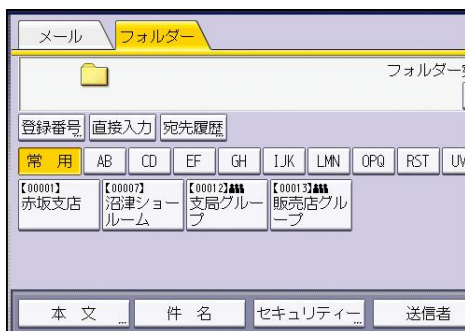 メール
フォルダー
フォルダー宛
登録番号
直接入力
宛先履歴
常 用
AB
CD
EF
GH
IJK
LMN
OPQ
RST
UV
【00001】
赤坂支店
【00007】
沼津ショー
ルーム
【00012】
支局グルー
プ
【00013】
販売店グル
ープ
本 文
件 名
セキュリティー
送信者